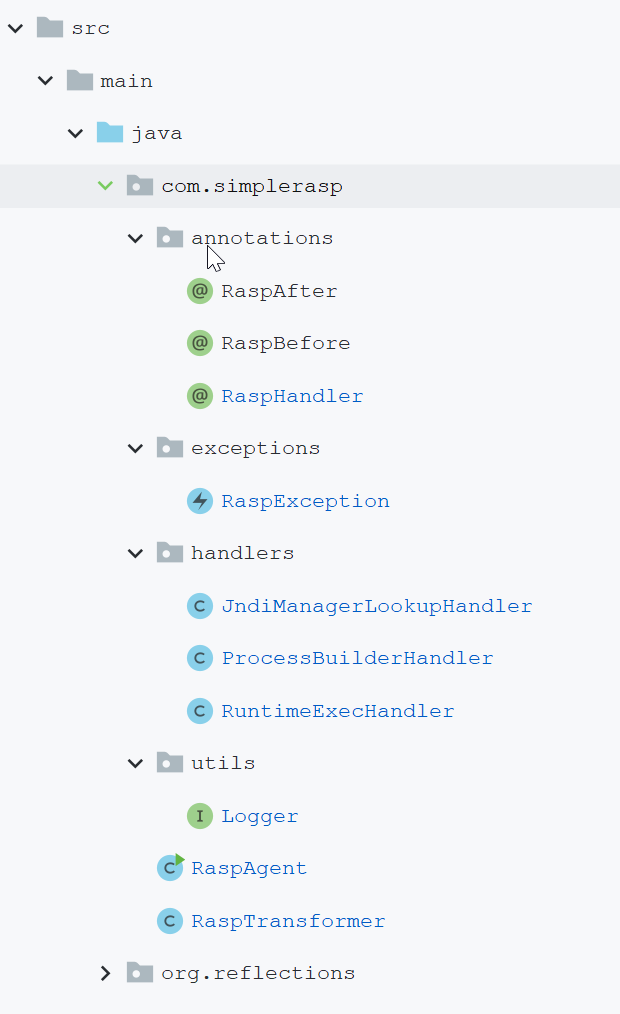 src
main
java
com.simplerasp
annotations
@ RaspAfter
@ RaspBefore
@ RaspHandler
exceptions
RaspException
handlers
C JndiManagerLookupHandler
C ProcessBuilderHandler
C RuntimeExecHandler
utils
I Logger
C RaspAgent
C RaspTransformer
org.reflections